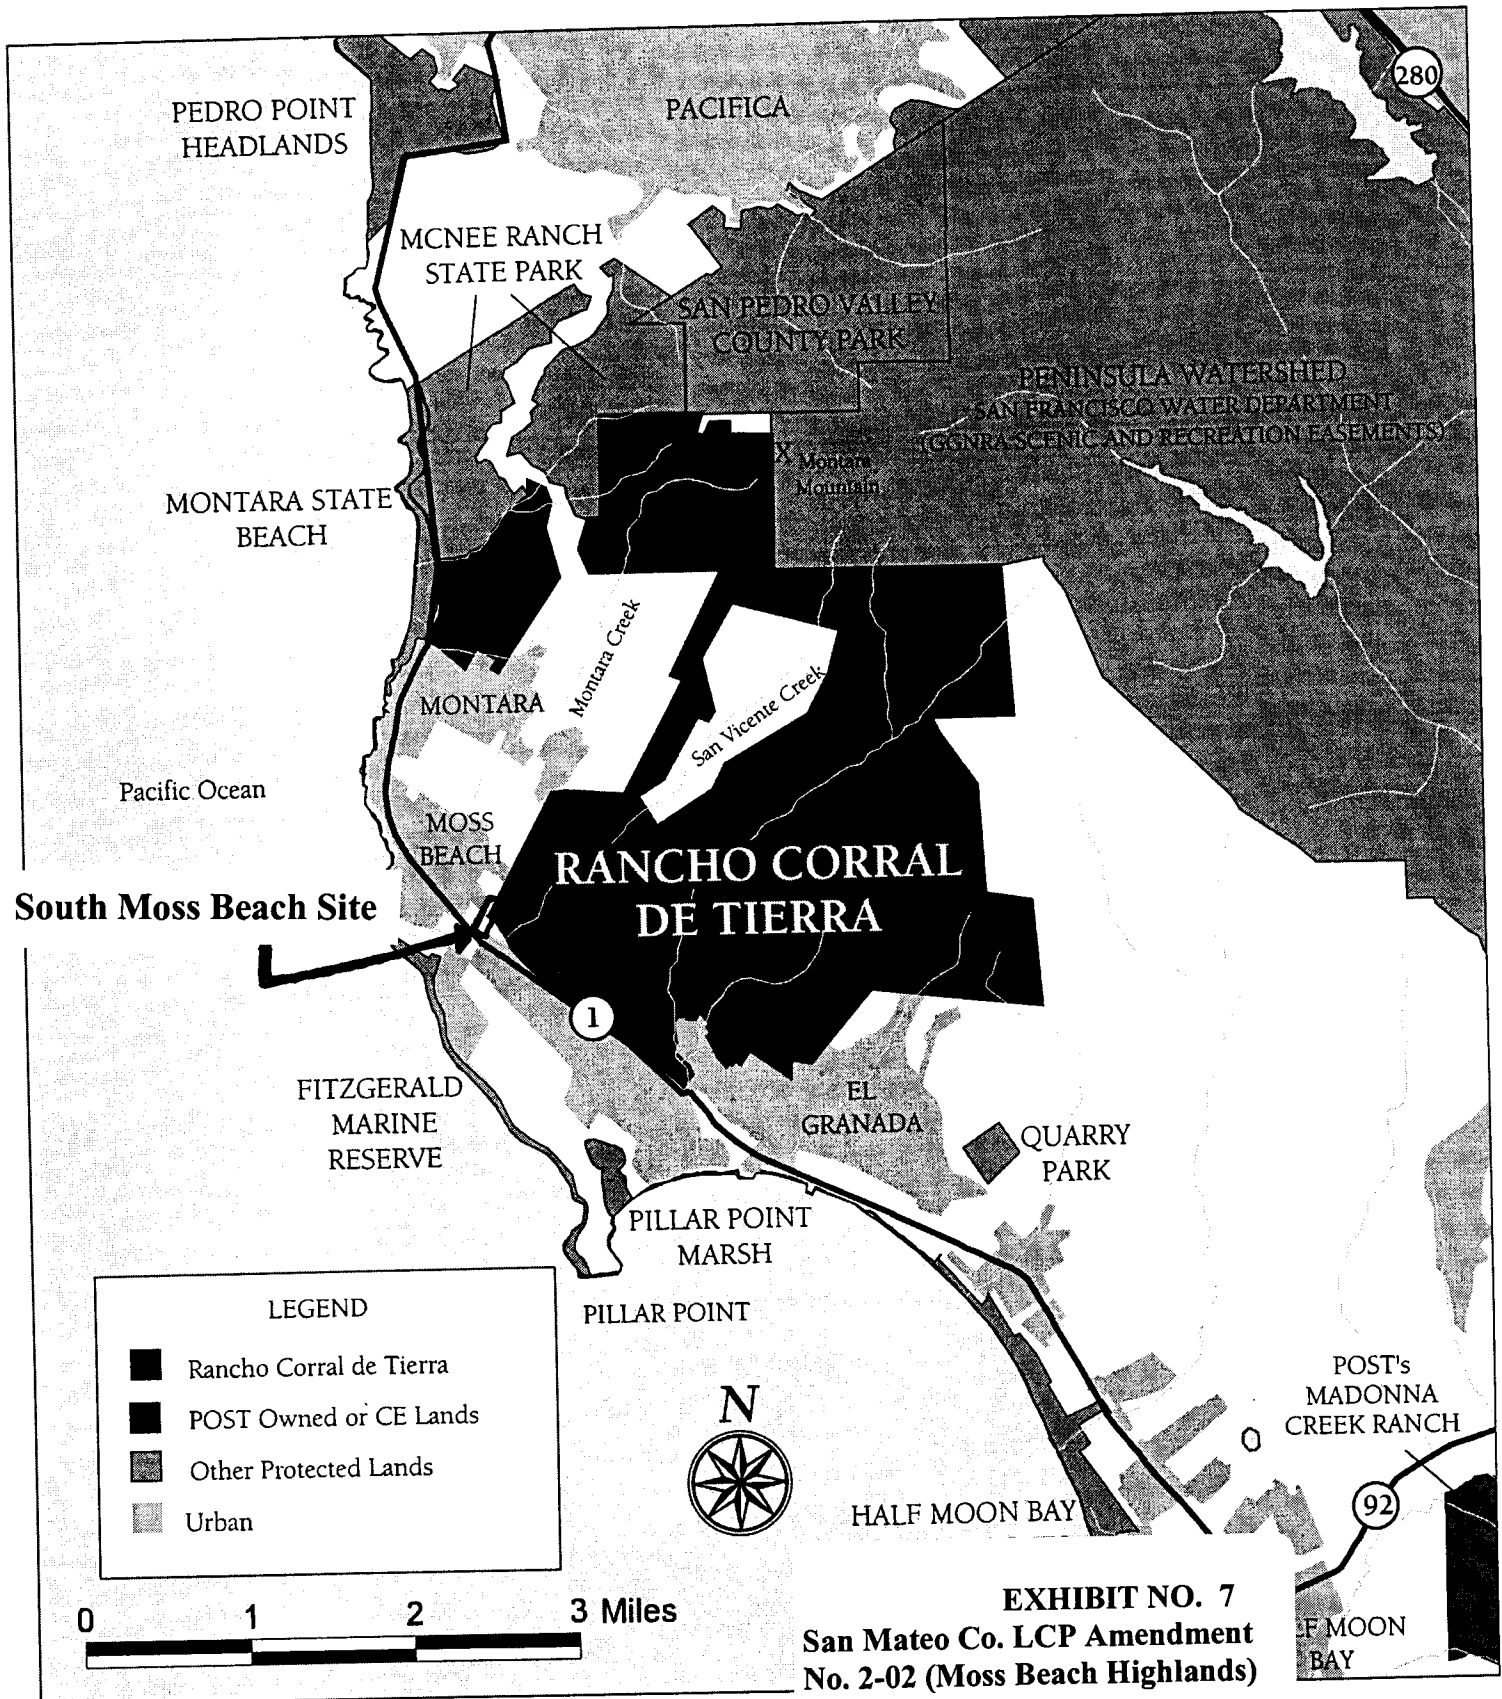 280
PEDRO POINT
HEADLANDS
PACIFICA
MCNEE RANCH
STATE PARK
SAN PEDRO VALLEY
COUNTY PARK
PENINSULA WATERSHED
SAN FRANCISCO WATER DEPARTMENT
(GGNRA SCENIC AND RECREATION EASEMENTS)
X Montara
Mountain
MONTARA STATE
BEACH
Montara Creek
San Vicente Creek
MONTARA
Pacific Ocean
MOSS
BEACH
RANCHO CORRAL
DE TIERRA
South Moss Beach Site
1
FITZGERALD
MARINE
RESERVE
EL
GRANADA
QUARRY
PARK
PILLAR POINT
MARSH
PILLAR POINT
LEGEND
Rancho Corral de Tierra
POST Owned or CE Lands
Other Protected Lands
Urban
N
POST's
MADONNA
CREEK RANCH
92
HALF MOON BAY
0 1 2 3 Miles
EXHIBIT NO. 7
San Mateo Co. LCP Amendment
No. 2-02 (Moss Beach Highlands)
LF MOON
BAY